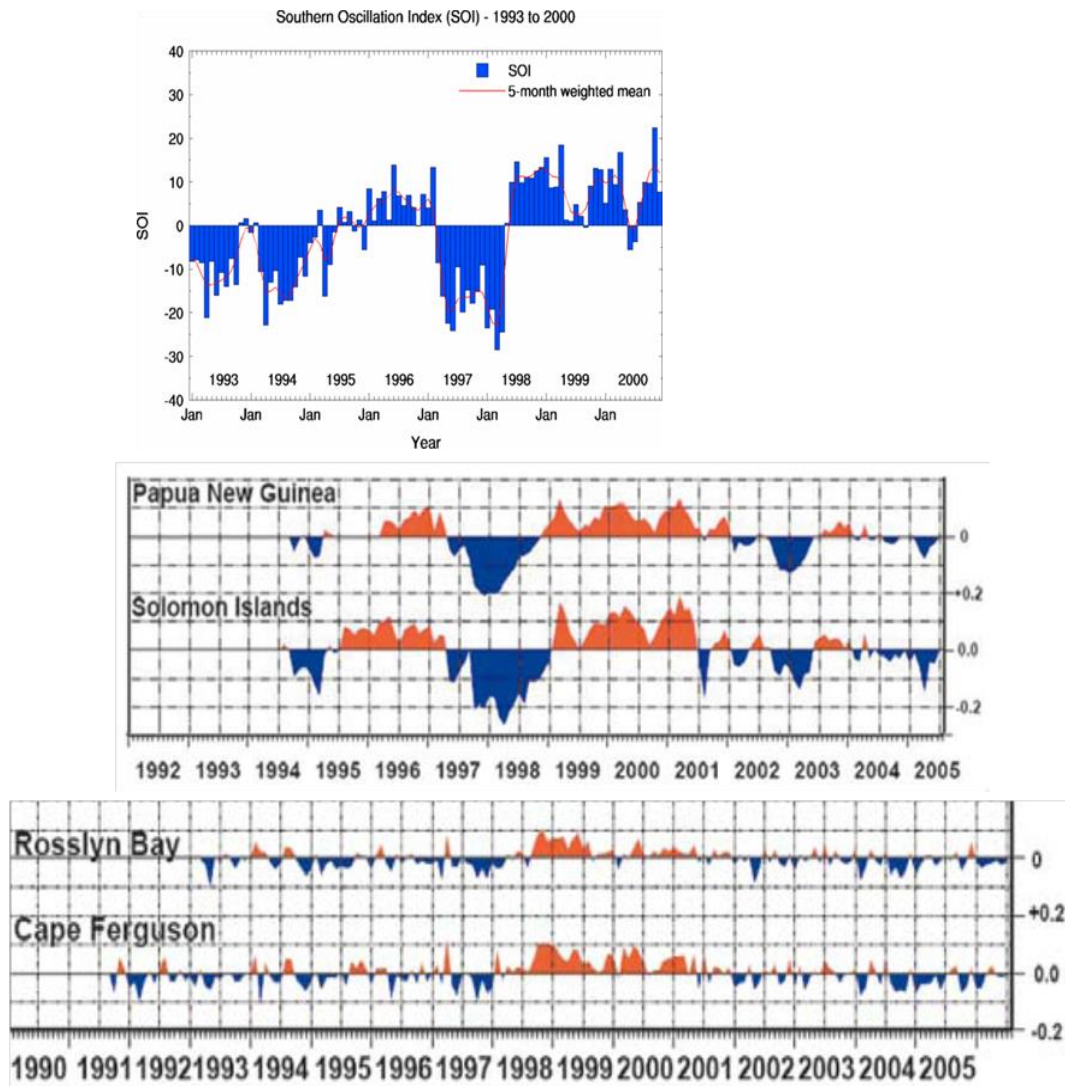 Southern Oscillation Index (SOI) - 1993 to 2000
40
SOI
30
5-month weighted mean
20
10
SOI
0
-10
-20
-30
1993 1994 1995 1996 1997 1998 1999 2000
-40
Jan Jan Jan Jan Jan Jan Jan Jan
Year
Papua New Guinea
0
+0.2
Solomon Islands
0.0
-0.2
1992 1993 1994 1995 1996 1997 1998 1999 2000 2001 2002 2003 2004 2005
Rosslyn Bay
0
+0.2
Cape Ferguson
0.0
-0.2
1990 1991 1992 1993 1994 1995 1996 1997 1998 1999 2000 2001 2002 2003 2004 2005